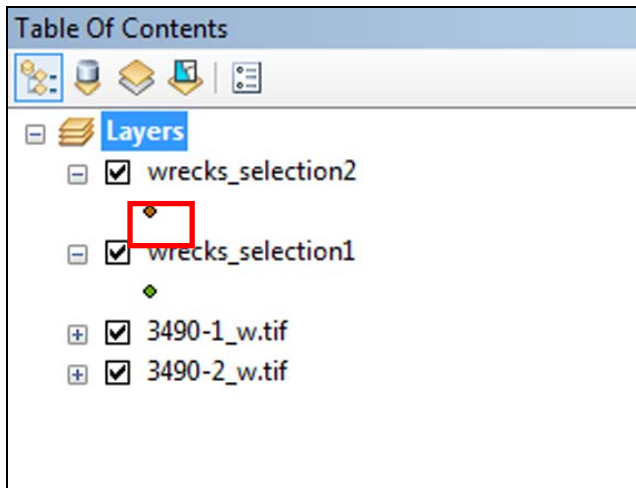 Table Of Contents
Layers
wrecks_selection2
wrecks_selection1
3490-1_w.tif
3490-2_w.tif